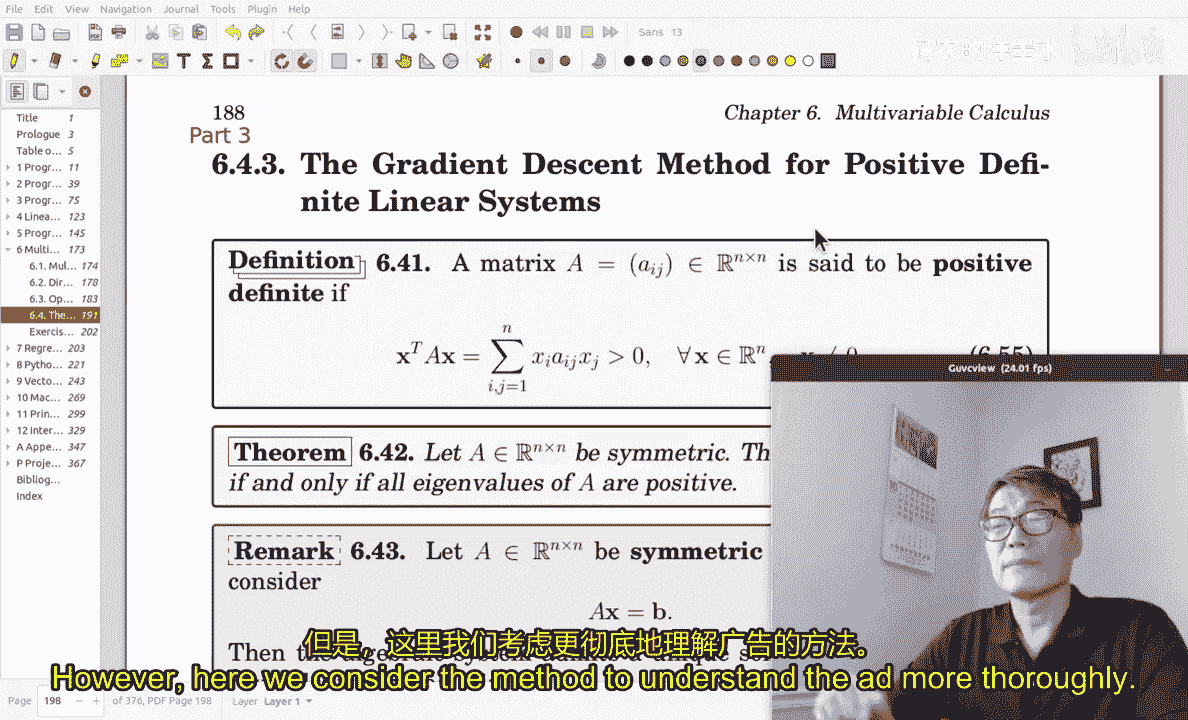 File Edit View Navigation Journal Tools Plugin Help
Sans 13
Title 1
Prologue 3
Table o... 5
1 Progr... 11
2 Progr... 39
3 Progr... 75
4 Linea... 123
5 Progr... 145
6 Multi... 173
6.1. Mul... 174
6.2. Dir... 178
6.3. Op... 183
6.4. The... 191
Exercis... 202
7 Regre... 203
8 Pytho... 221
9 Vecto... 243
10 Mac... 269
11 Prin... 299
12 Inter... 329
A Appe... 347
P Proje... 367
Bibliog...
Index
188 Chapter 6. Multivariable Calculus
Part 3
6.4.3. The Gradient Descent Method for Positive Defi-
nite Linear Systems
Definition 6.41. A matrix A = (a_{ij}) ∈ ℝ^{n×n} is said to be positive
definite if
x^T Ax = ∑_{i,j=1}^{n} x_i a_{ij} x_j > 0, ∀ x ∈ ℝ^n, (6.55)
Guvcview (24.01 fps)
Theorem 6.42. Let A ∈ ℝ^{n×n} be symmetric. Th
if and only if all eigenvalues of A are positive.
Remark 6.43. Let A ∈ ℝ^{n×n} be symmetric
consider
Ax = b.
Then
但是，这里我们考虑更彻底地理解广告的方法。
However, here we consider the method to understand the ad more thoroughly.
Page 198 of 376, PDF Page 198 Layer Layer 1